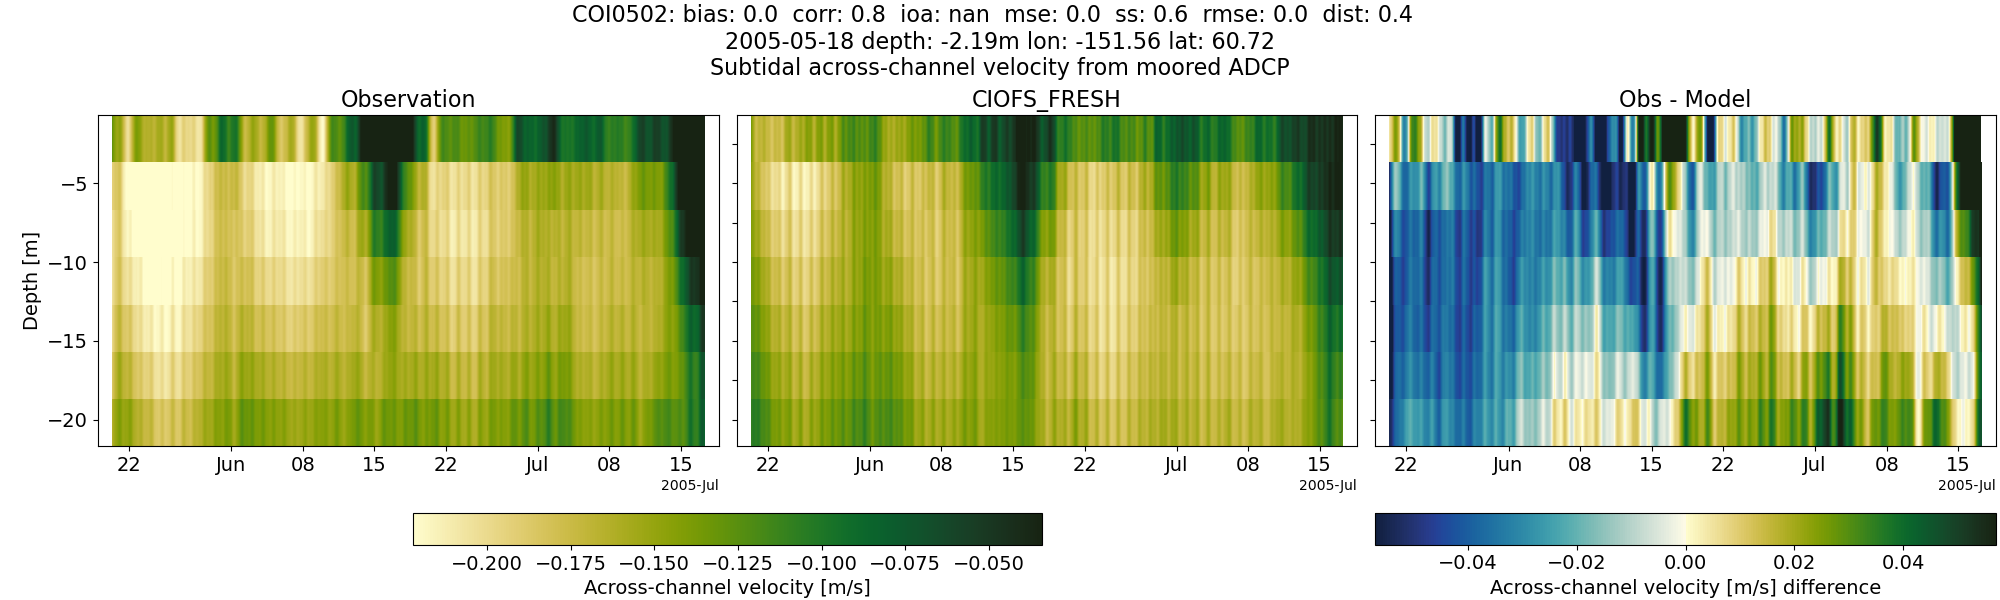 COI0502: bias: 0.0  corr: 0.8  ioa: nan  mse: 0.0  ss: 0.6  rmse: 0.0  dist: 0.4
2005-05-18 depth: -2.19m lon: -151.56 lat: 60.72
Subtidal across-channel velocity from moored ADCP
Observation
CIOFS_FRESH
Obs - Model
Depth [m]
−5
−10
−15
−20
22 Jun 08 15 22 Jul 08 15
2005-Jul
22 Jun 08 15 22 Jul 08 15
2005-Jul
22 Jun 08 15 22 Jul 08 15
2005-Jul
−0.200 −0.175 −0.150 −0.125 −0.100 −0.075 −0.050
Across-channel velocity [m/s]
−0.04 −0.02 0.00 0.02 0.04
Across-channel velocity [m/s] difference